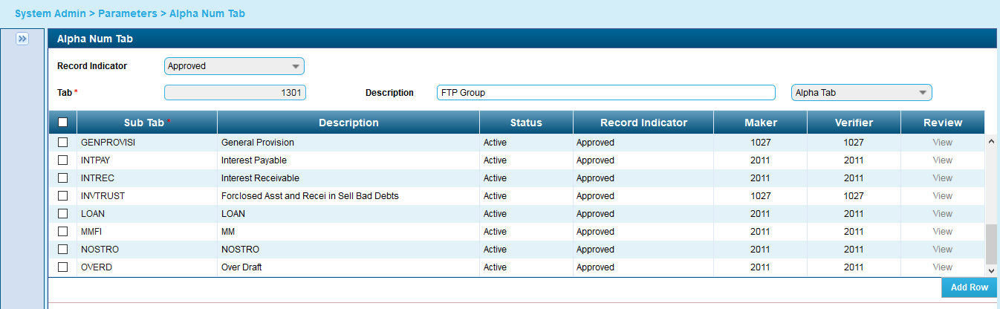 System Admin > Parameters > Alpha Num Tab
Alpha Num Tab
Record Indicator Approved
Tab * 1301 Description FTP Group Alpha Tab
Sub Tab * Description Status Record Indicator Maker Verifier Review
GENPROVISI General Provision Active Approved 1027 1027 View
INTPAY Interest Payable Active Approved 2011 2011 View
INTREC Interest Receivable Active Approved 2011 2011 View
INVTRUST Forclosed Asst and Recei in Sell Bad Debts Active Approved 1027 1027 View
LOAN LOAN Active Approved 2011 2011 View
MMFI MM Active Approved 2011 2011 View
NOSTRO NOSTRO Active Approved 2011 2011 View
OVERD Over Draft Active Approved 2011 2011 View
Add Row